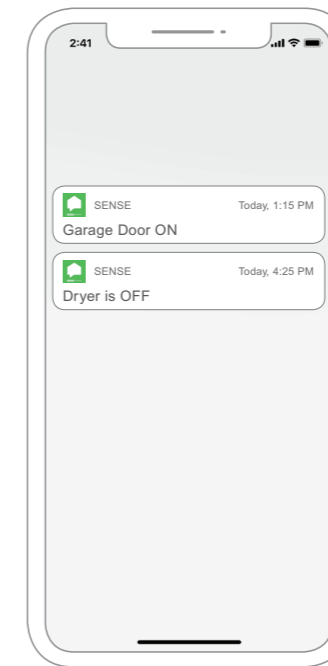 2:41
SENSE Today, 1:15 PM
Garage Door ON
SENSE Today, 4:25 PM
Dryer is OFF